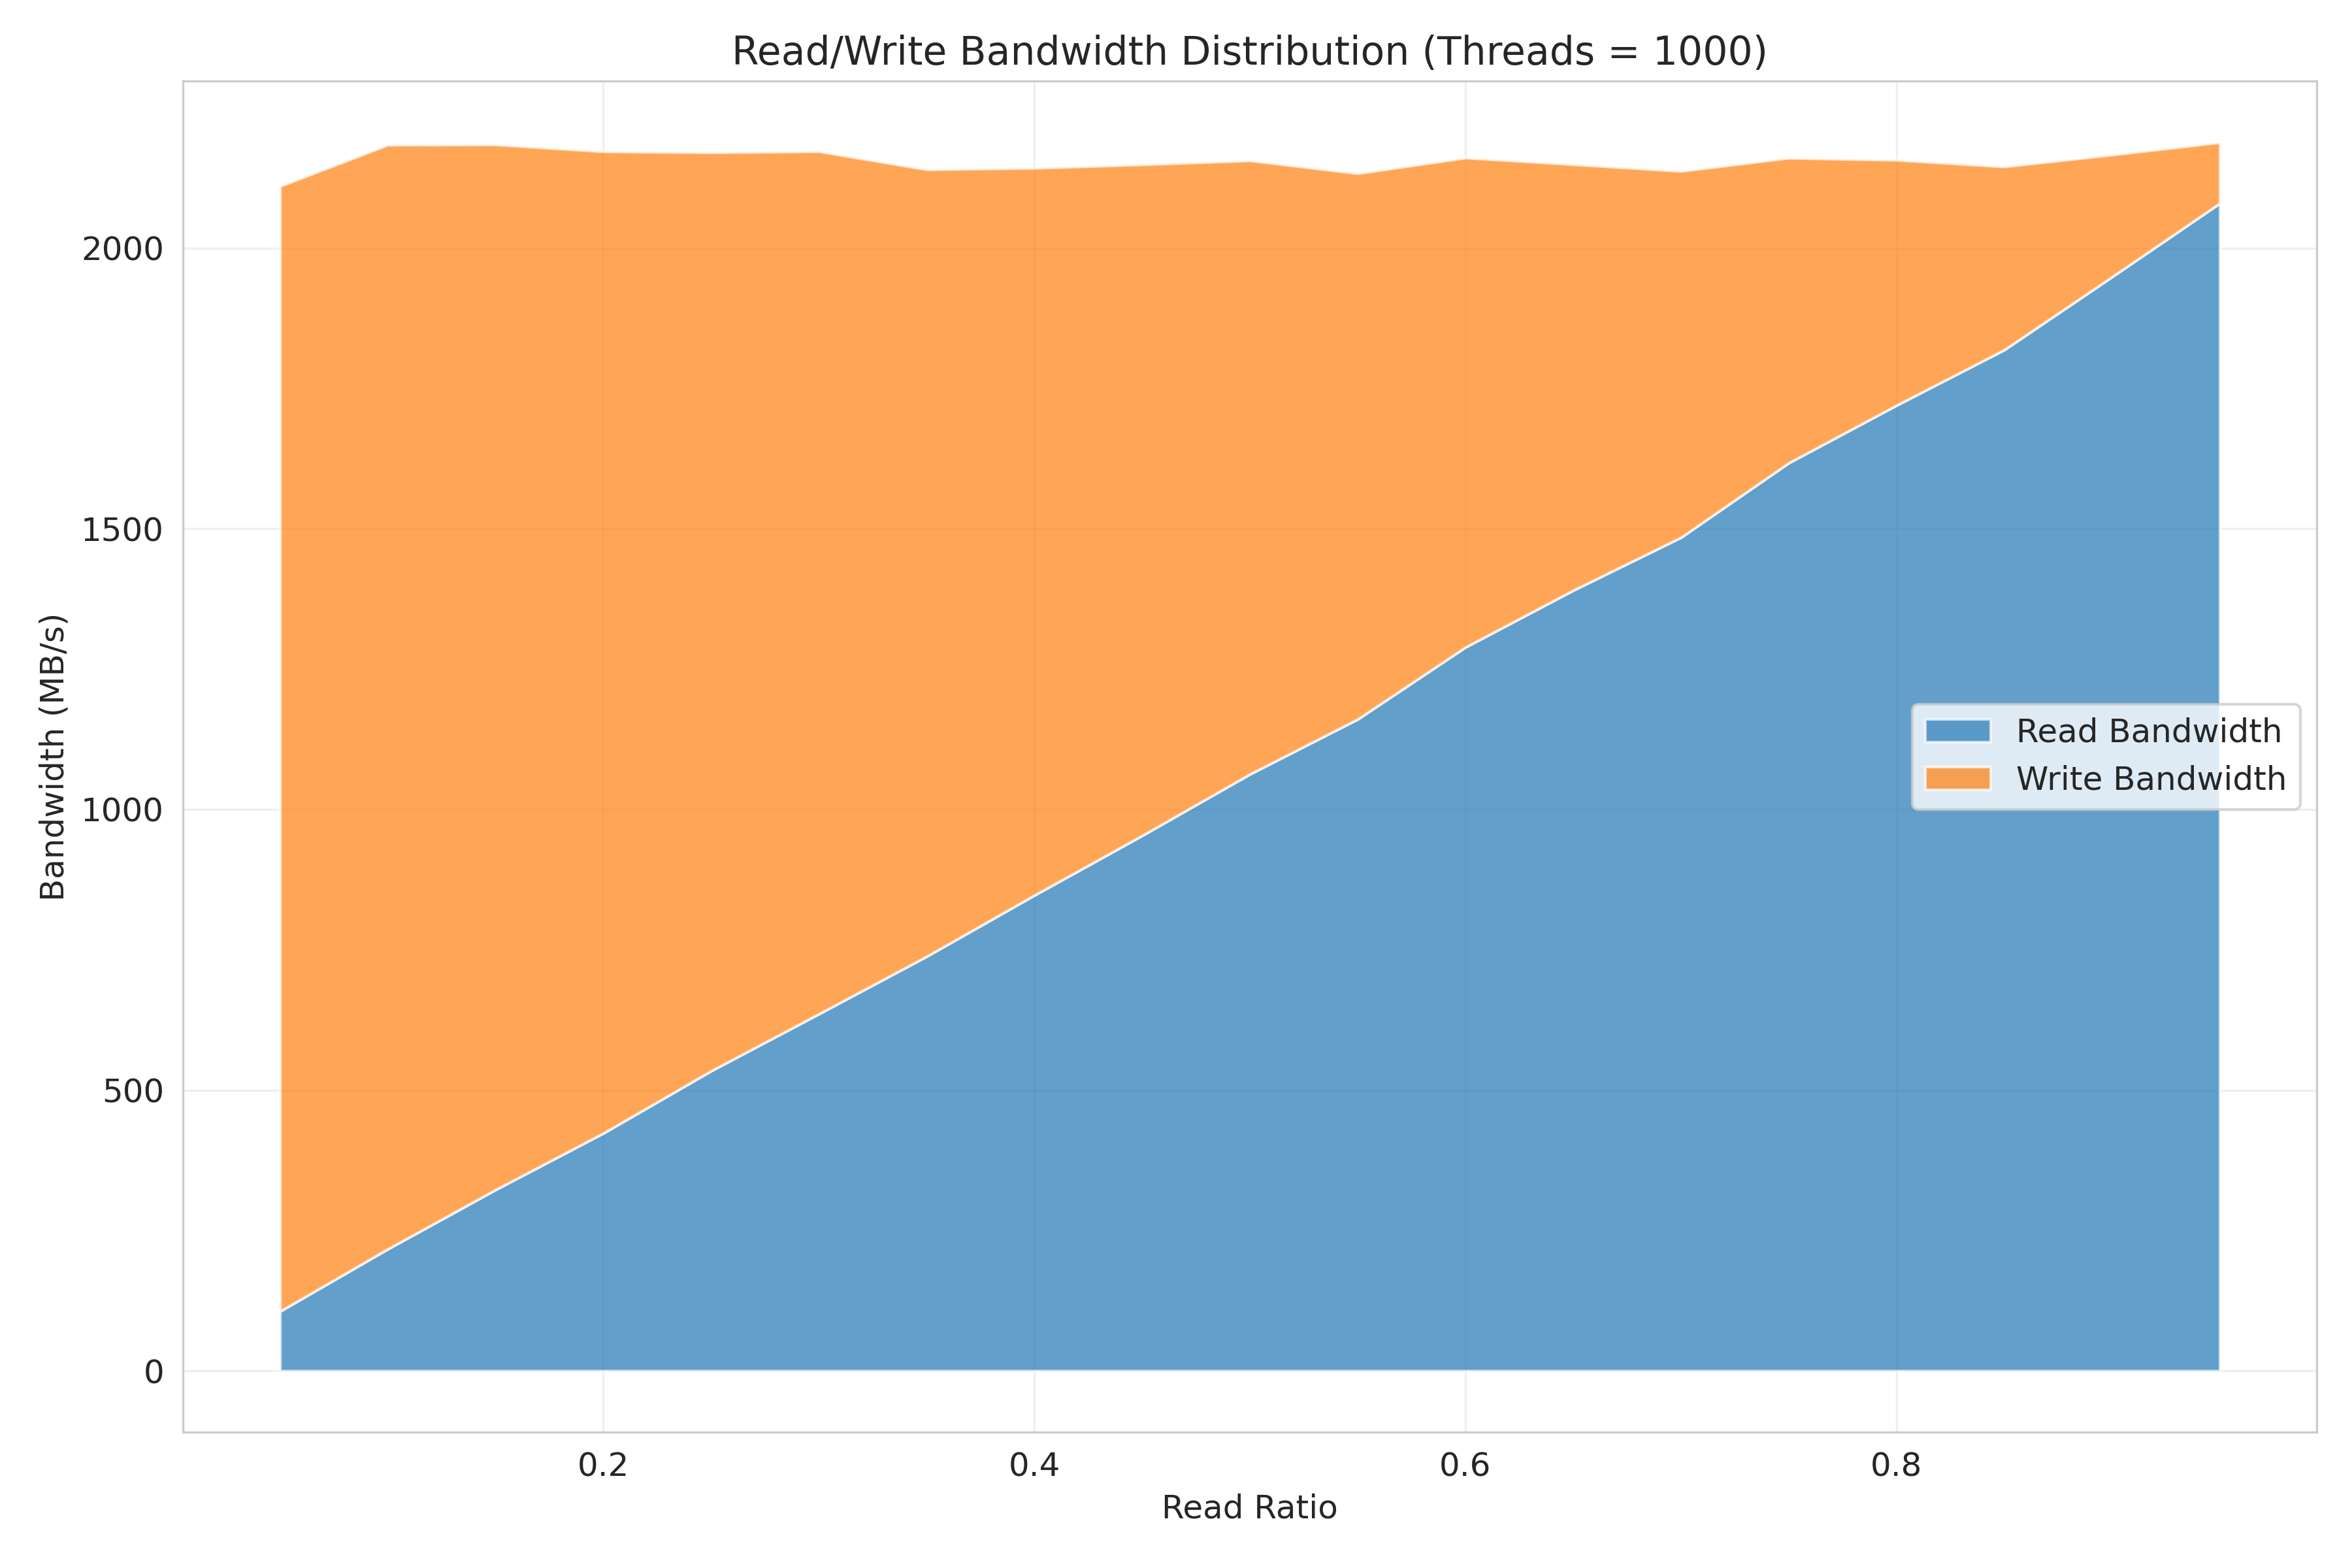 Read/Write Bandwidth Distribution (Threads = 1000)
Bandwidth (MB/s)
2000
1500
1000
500
0
Read Bandwidth
Write Bandwidth
0.2 0.4 0.6 0.8
Read Ratio